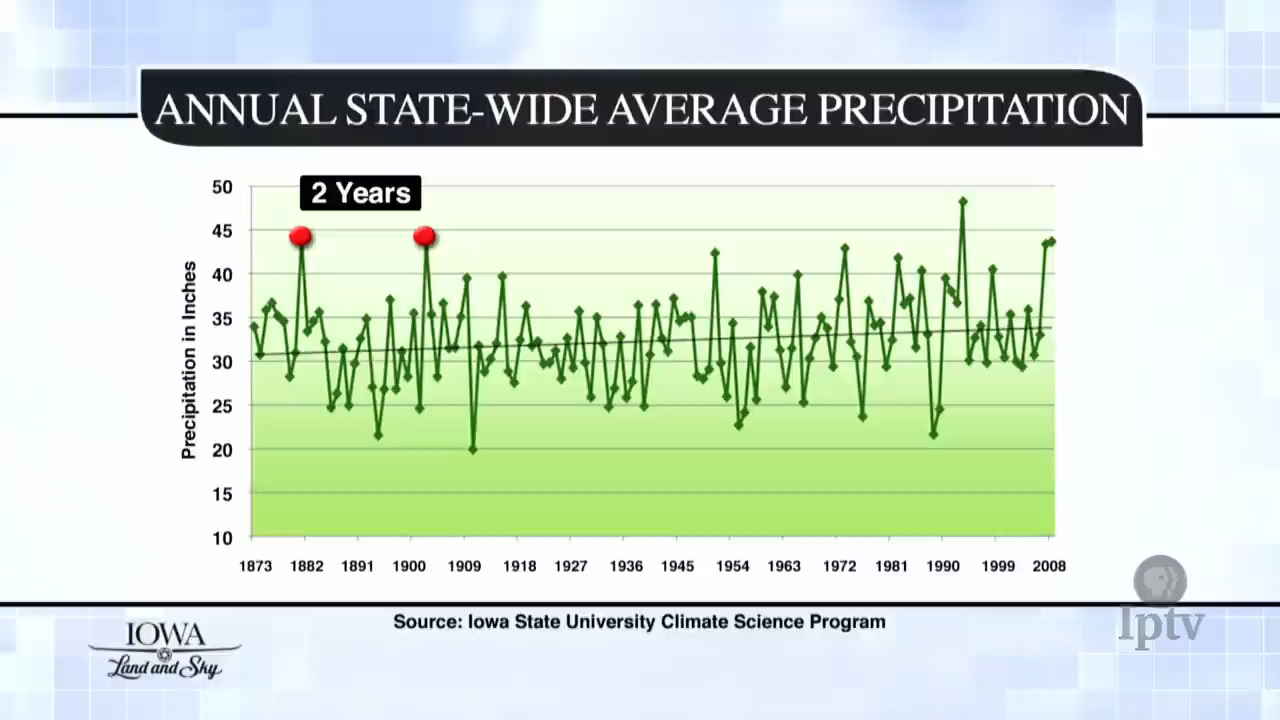 ANNUAL STATE-WIDE AVERAGE PRECIPITATION
2 Years
Precipitation in Inches
50
45
40
35
30
25
20
15
10
1873 1882 1891 1900 1909 1918 1927 1936 1945 1954 1963 1972 1981 1990 1999 2008
Source: Iowa State University Climate Science Program
IOWA
Land and Sky
Iptv